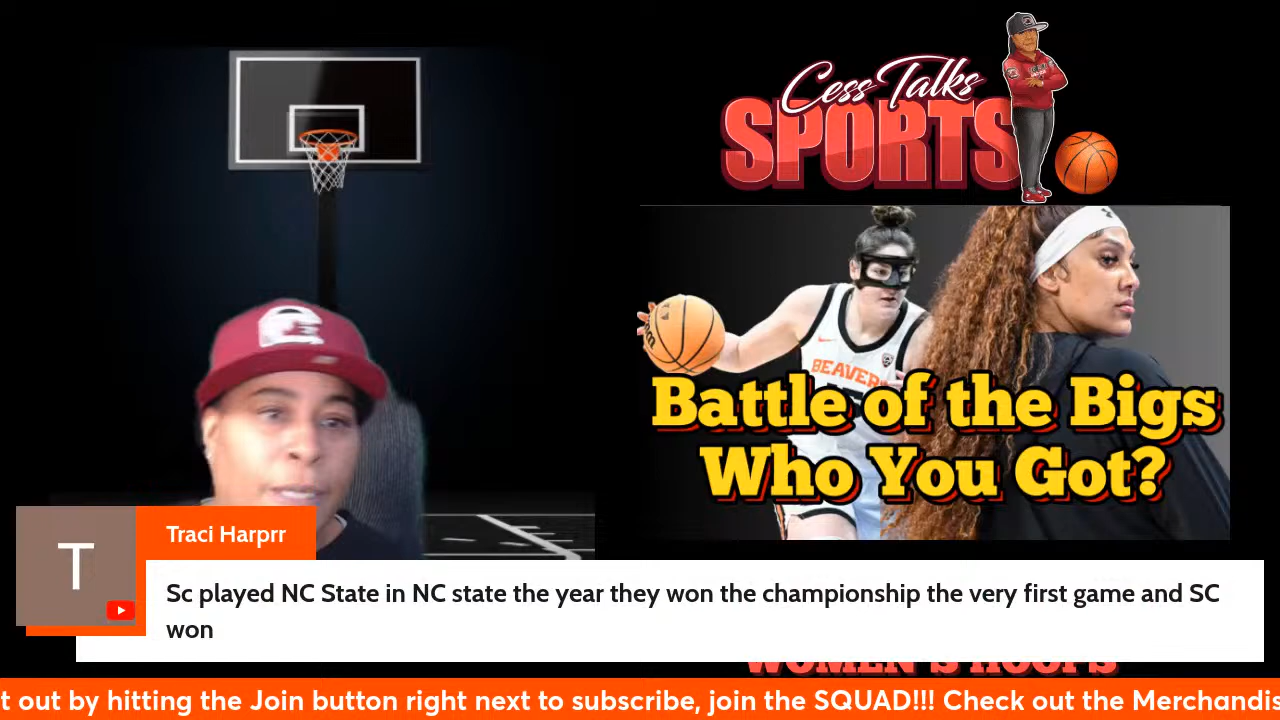 Cess Talks
SPORTS
BEAVERS
Battle of the Bigs
Who You Got?
T
Traci Harprr
Sc played NC State in NC state the year they won the championship the very first game and SC
won
WOMEN'S HOOPS
t out by hitting the Join button right next to subscribe, join the SQUAD!!! Check out the Merchandis